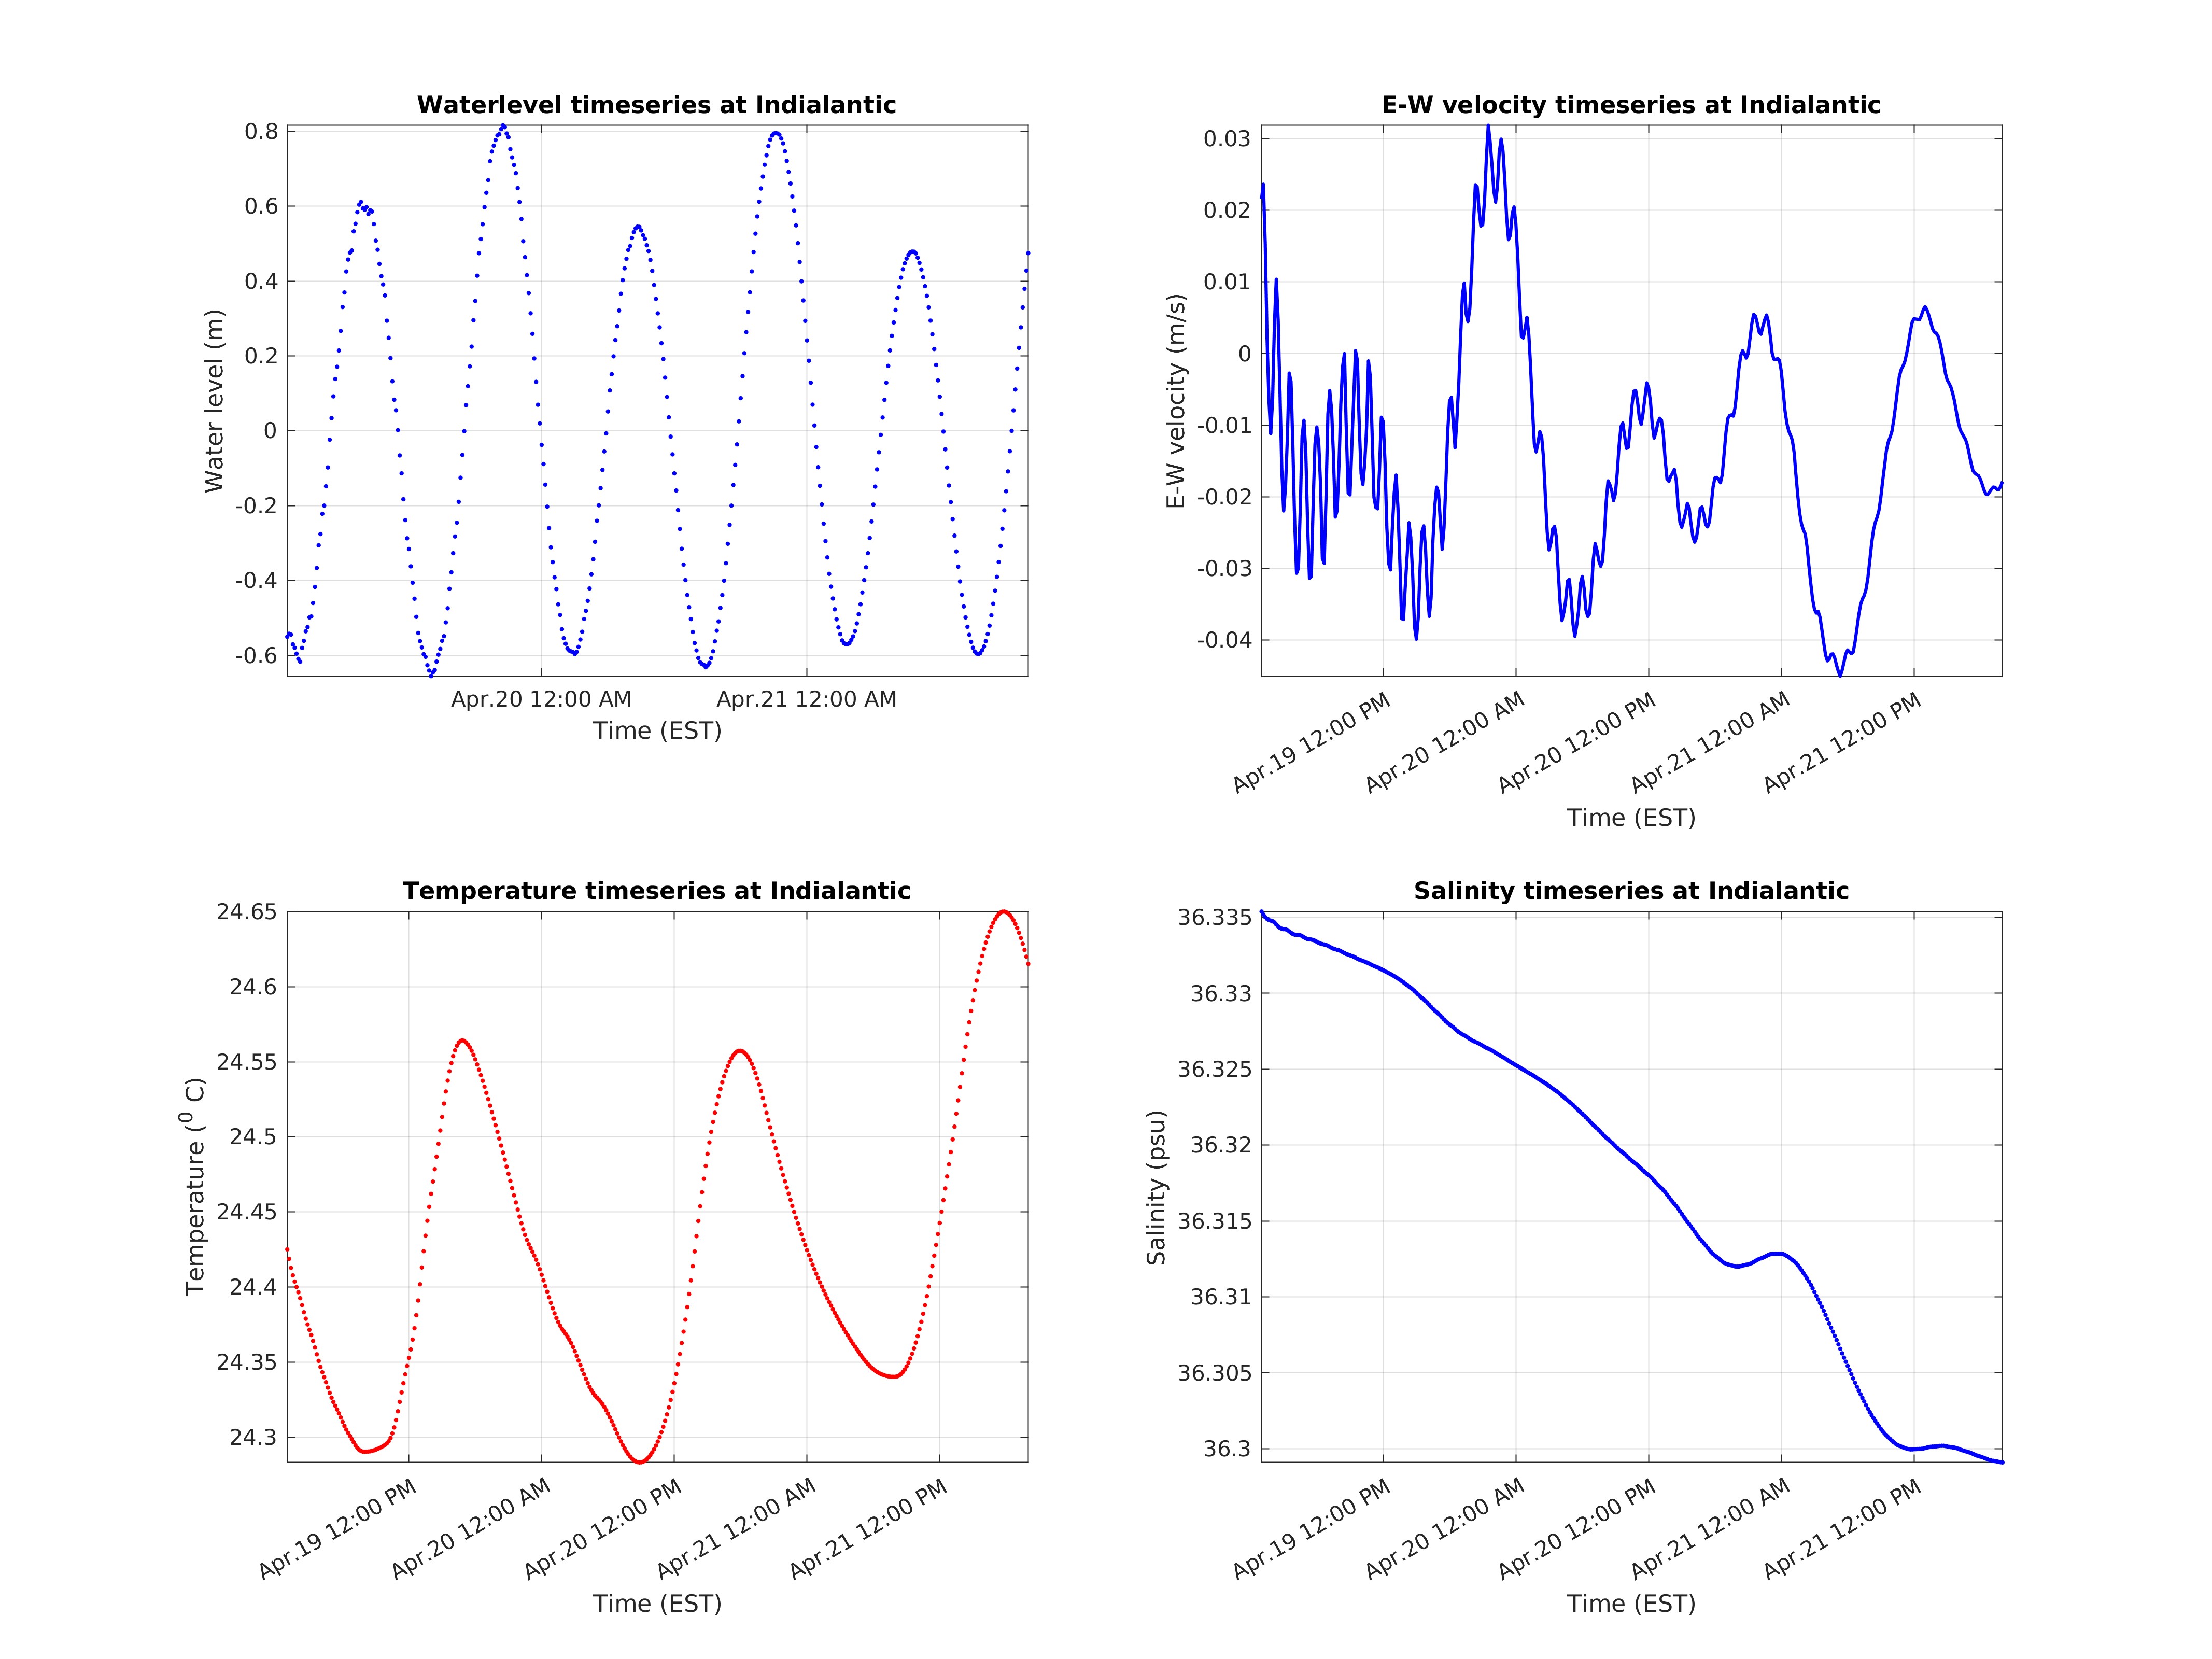 Waterlevel timeseries at Indialantic
0.8
0.6
0.4
0.2
0
-0.2
-0.4
-0.6
Water level (m)
Apr.20 12:00 AM
Apr.21 12:00 AM
Time (EST)
E-W velocity timeseries at Indialantic
0.03
0.02
0.01
0
-0.01
-0.02
-0.03
-0.04
E-W velocity (m/s)
Apr.19 12:00 PM
Apr.20 12:00 AM
Apr.20 12:00 PM
Apr.21 12:00 AM
Apr.21 12:00 PM
Time (EST)
Temperature timeseries at Indialantic
24.65
24.6
24.55
24.5
24.45
24.4
24.35
24.3
Temperature (⁰ C)
Apr.19 12:00 PM
Apr.20 12:00 AM
Apr.20 12:00 PM
Apr.21 12:00 AM
Apr.21 12:00 PM
Time (EST)
Salinity timeseries at Indialantic
36.335
36.33
36.325
36.32
36.315
36.31
36.305
36.3
Salinity (psu)
Apr.19 12:00 PM
Apr.20 12:00 AM
Apr.20 12:00 PM
Apr.21 12:00 AM
Apr.21 12:00 PM
Time (EST)